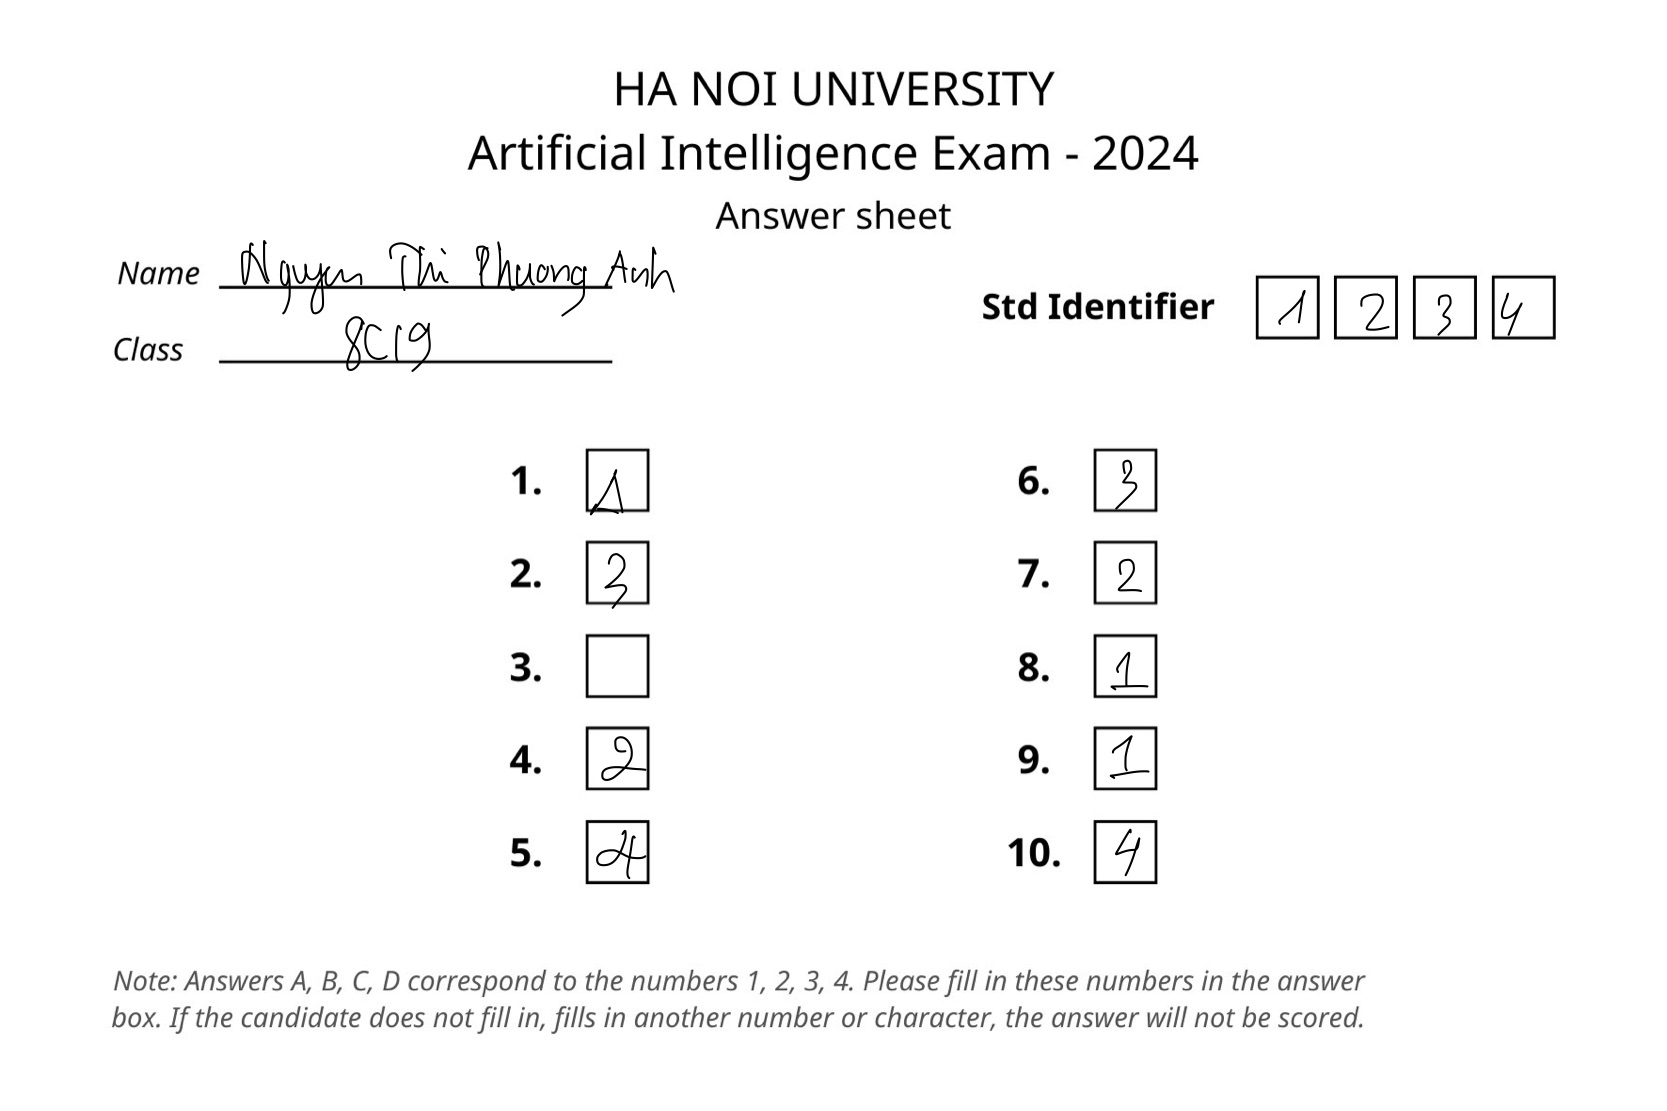 HA NOI UNIVERSITY
Artificial Intelligence Exam - 2024
Answer sheet
Name Nguyen Thi Phuong Anh
Class 8C19
Std Identifier 1 2 3 4
1. 1
2. 3
3.
4. 2
5. 4
6. 3
7. 2
8. 1
9. 1
10. 4
Note: Answers A, B, C, D correspond to the numbers 1, 2, 3, 4. Please fill in these numbers in the answer
box. If the candidate does not fill in, fills in another number or character, the answer will not be scored.